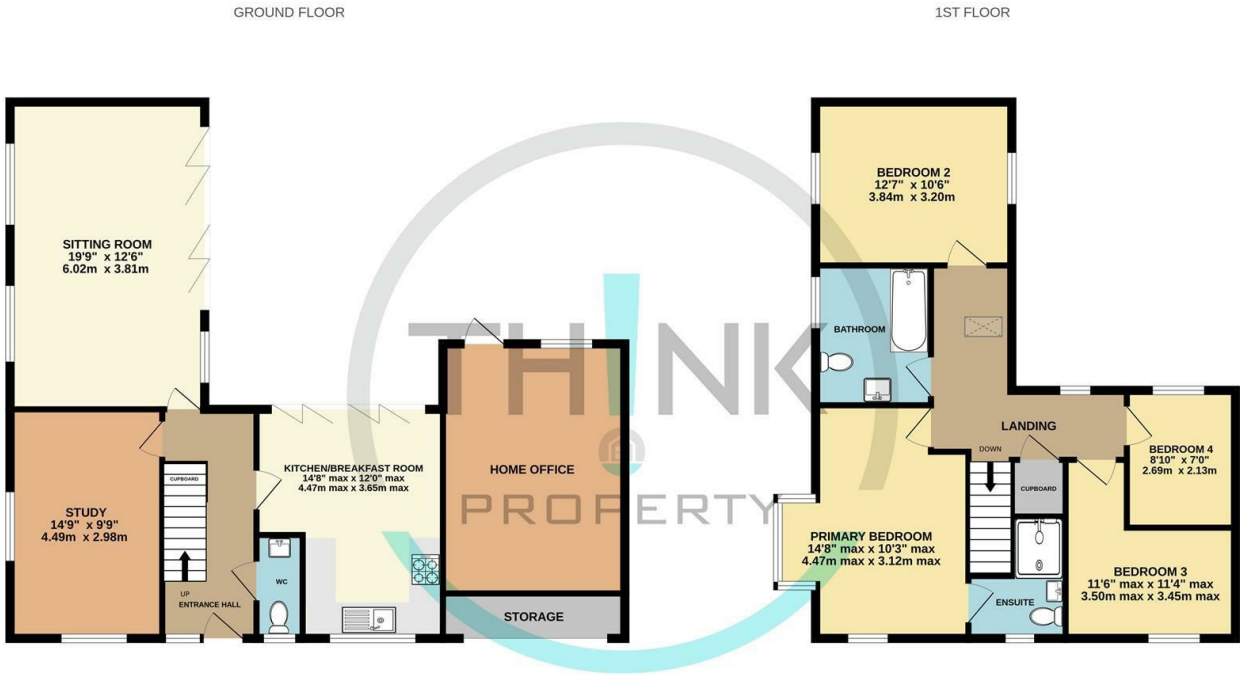 GROUND FLOOR
SITTING ROOM
19'9" x 12'6"
6.02m x 3.81m
STUDY
14'9" x 9'9"
4.49m x 2.98m
CUPBOARD
UP
ENTRANCE HALL
WC
KITCHEN/BREAKFAST ROOM
14'8" max x 12'0" max
4.47m max x 3.65m max
HOME OFFICE
STORAGE
TH!NK
PROPERTY
1ST FLOOR
BEDROOM 2
12'7" x 10'6"
3.84m x 3.20m
BATHROOM
LANDING
DOWN
CUPBOARD
BEDROOM 4
8'10" x 7'0"
2.69m x 2.13m
PRIMARY BEDROOM
14'8" max x 10'3" max
4.47m max x 3.12m max
ENSUITE
BEDROOM 3
11'6" max x 11'4" max
3.50m max x 3.45m max